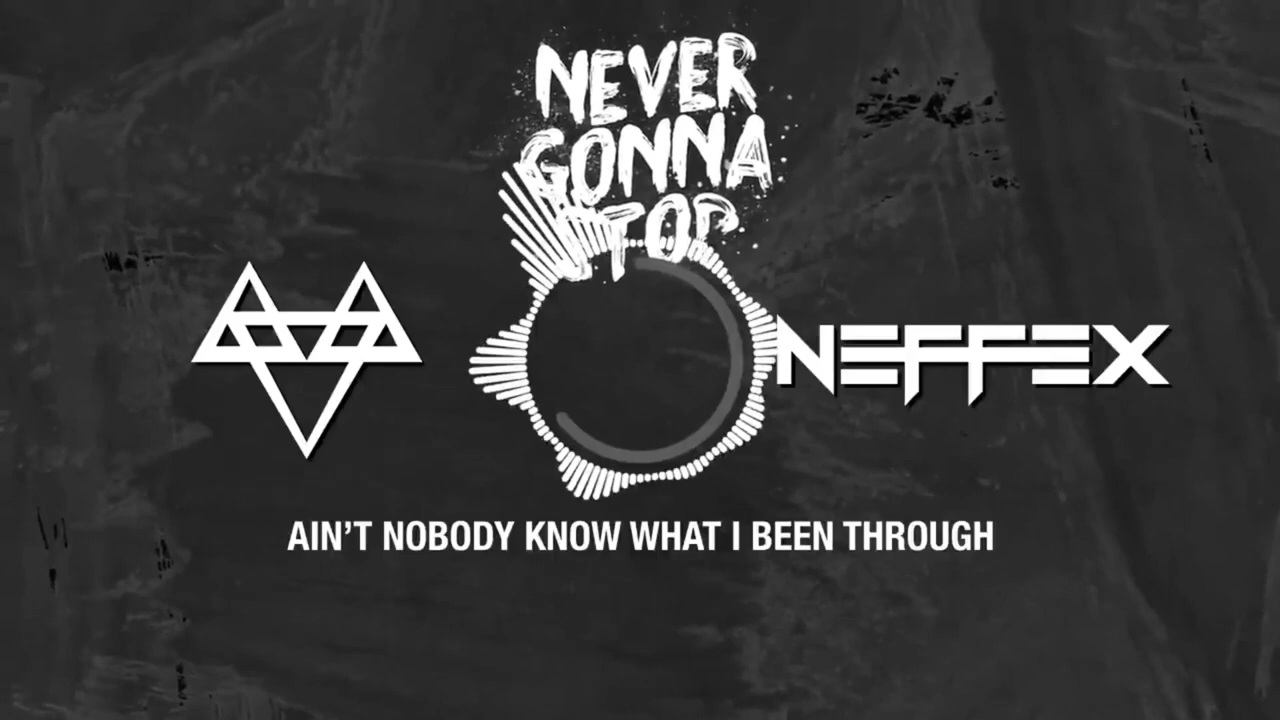 NEVER
GONNA
STOP
NEFFEX
AIN'T NOBODY KNOW WHAT I BEEN THROUGH